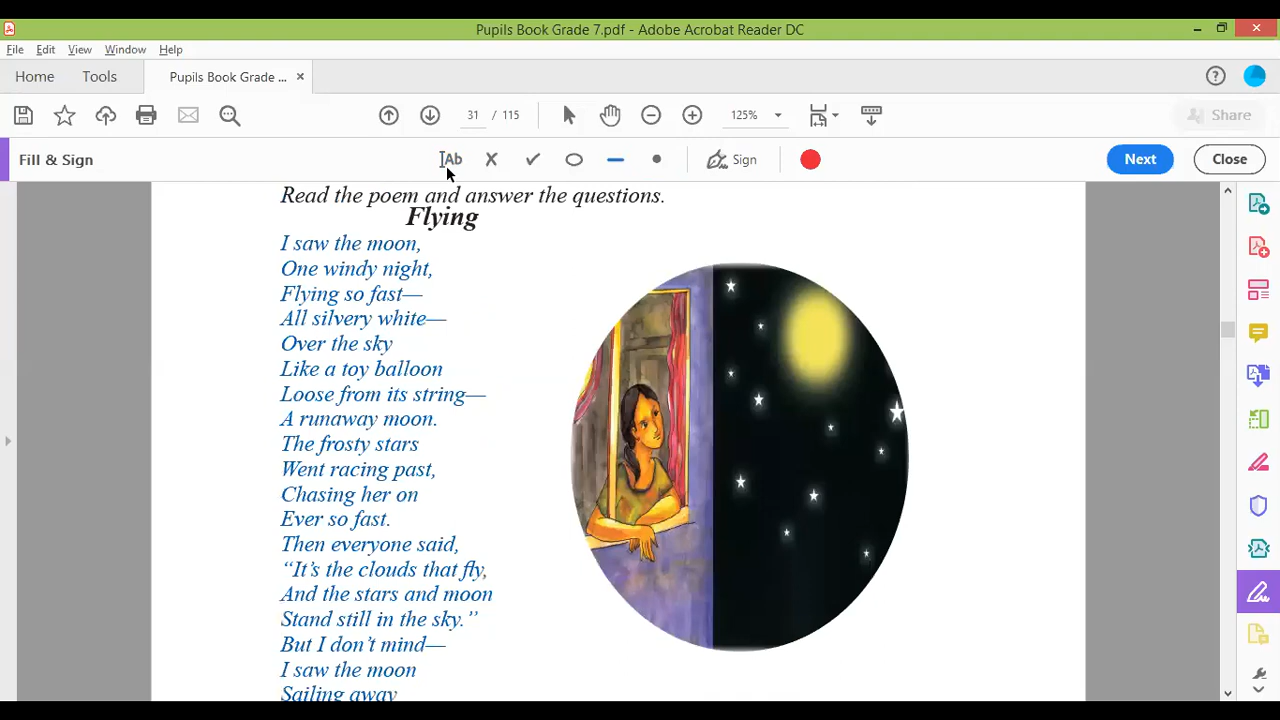 Pupils Book Grade 7.pdf - Adobe Acrobat Reader DC
File Edit View Window Help
Home Tools Pupils Book Grade ... ×
31 / 115 125% Share
Fill & Sign Ab Sign Next Close
Read the poem and answer the questions.
Flying
I saw the moon,
One windy night,
Flying so fast—
All silvery white—
Over the sky
Like a toy balloon
Loose from its string—
A runaway moon.
The frosty stars
Went racing past,
Chasing her on
Ever so fast.
Then everyone said,
“It’s the clouds that fly,
And the stars and moon
Stand still in the sky.”
But I don’t mind—
I saw the moon
Sailing away